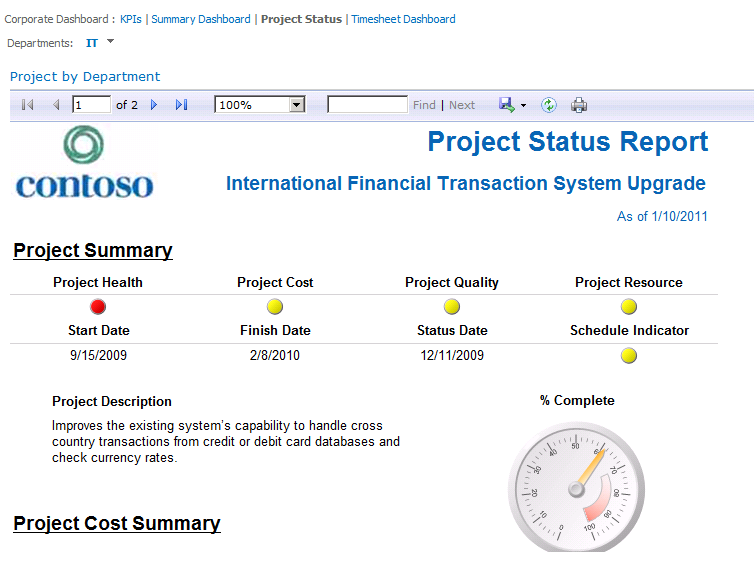 Corporate Dashboard : KPIs | Summary Dashboard | Project Status | Timesheet Dashboard
Departments: IT
Project by Department
1 of 2 100% Find | Next
contoso
Project Status Report
International Financial Transaction System Upgrade
As of 1/10/2011
Project Summary
Project Health Project Cost Project Quality Project Resource
Start Date Finish Date Status Date Schedule Indicator
9/15/2009 2/8/2010 12/11/2009
Project Description
Improves the existing system's capability to handle cross
country transactions from credit or debit card databases and
check currency rates.
% Complete
0 10 20 30 40 50 60 70 80 90 100
Project Cost Summary